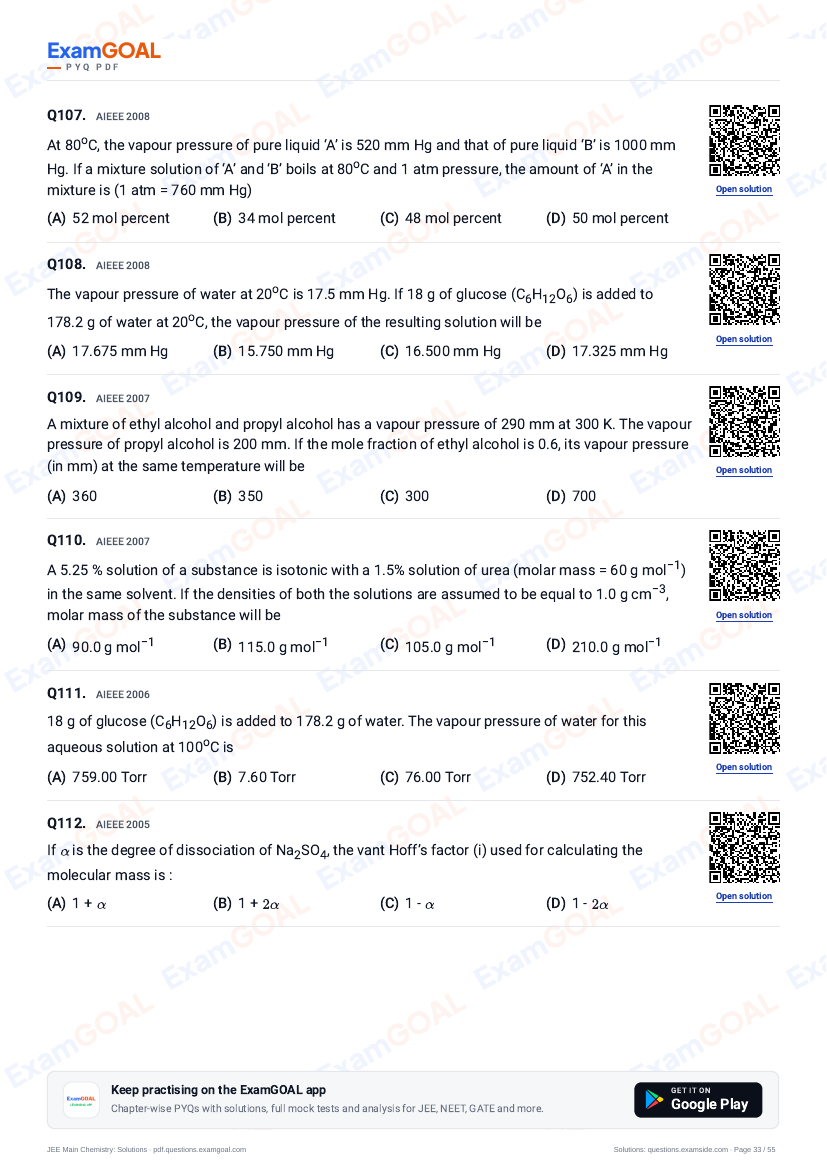 ExamGOAL
PYQ PDF
Q107. AIEEE 2008
At 80°C, the vapour pressure of pure liquid ‘A’ is 520 mm Hg and that of pure liquid ‘B’ is 1000 mm
Hg. If a mixture solution of ‘A’ and ‘B’ boils at 80°C and 1 atm pressure, the amount of ‘A’ in the
mixture is (1 atm = 760 mm Hg)
(A) 52 mol percent (B) 34 mol percent (C) 48 mol percent (D) 50 mol percent
Open solution
Q108. AIEEE 2008
The vapour pressure of water at 20°C is 17.5 mm Hg. If 18 g of glucose (C₆H₁₂O₆) is added to
178.2 g of water at 20°C, the vapour pressure of the resulting solution will be
(A) 17.675 mm Hg (B) 15.750 mm Hg (C) 16.500 mm Hg (D) 17.325 mm Hg
Open solution
Q109. AIEEE 2007
A mixture of ethyl alcohol and propyl alcohol has a vapour pressure of 290 mm at 300 K. The vapour
pressure of propyl alcohol is 200 mm. If the mole fraction of ethyl alcohol is 0.6, its vapour pressure
(in mm) at the same temperature will be
(A) 360 (B) 350 (C) 300 (D) 700
Open solution
Q110. AIEEE 2007
A 5.25 % solution of a substance is isotonic with a 1.5% solution of urea (molar mass = 60 g mol⁻¹)
in the same solvent. If the densities of both the solutions are assumed to be equal to 1.0 g cm⁻³,
molar mass of the substance will be
(A) 90.0 g mol⁻¹ (B) 115.0 g mol⁻¹ (C) 105.0 g mol⁻¹ (D) 210.0 g mol⁻¹
Open solution
Q111. AIEEE 2006
18 g of glucose (C₆H₁₂O₆) is added to 178.2 g of water. The vapour pressure of water for this
aqueous solution at 100°C is
(A) 759.00 Torr (B) 7.60 Torr (C) 76.00 Torr (D) 752.40 Torr
Open solution
Q112. AIEEE 2005
If α is the degree of dissociation of Na₂SO₄, the vant Hoff’s factor (i) used for calculating the
molecular mass is :
(A) 1 + α (B) 1 + 2α (C) 1 - α (D) 1 - 2α
Open solution
Keep practising on the ExamGOAL app
Chapter-wise PYQs with solutions, full mock tests and analysis for JEE, NEET, GATE and more.
GET IT ON
Google Play
JEE Main Chemistry: Solutions · pdf.questions.examgoal.com
Solutions: questions.examside.com · Page 33 / 55